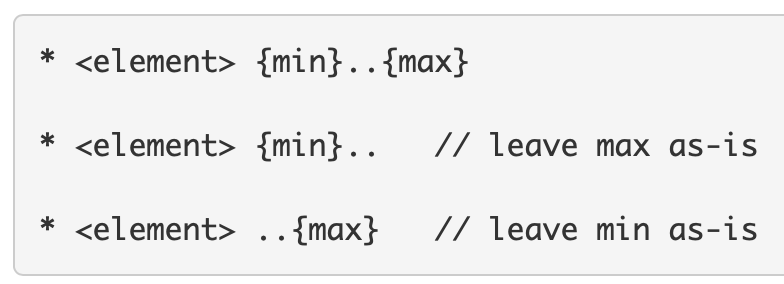 * <element> {min}..{max}
* <element> {min}..   // leave max as-is
* <element> ..{max}   // leave min as-is